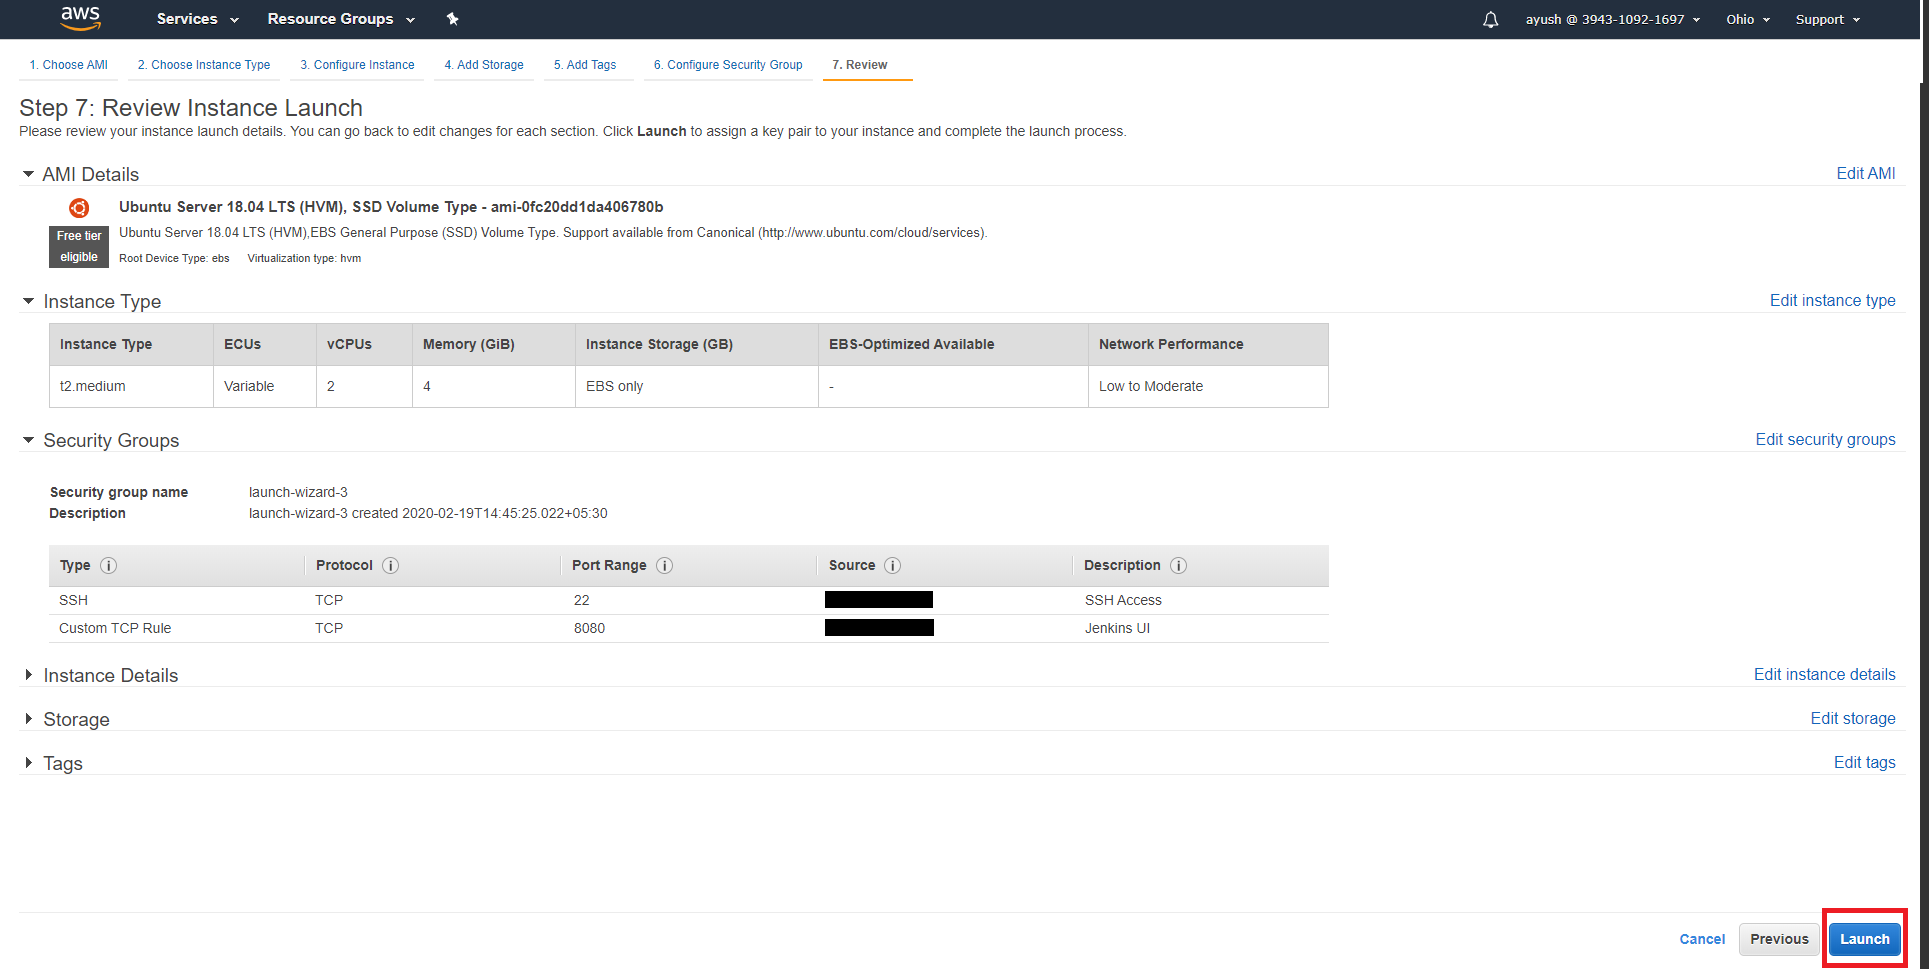 aws Services Resource Groups ayush @ 3943-1092-1697 Ohio Support
1. Choose AMI 2. Choose Instance Type 3. Configure Instance 4. Add Storage 5. Add Tags 6. Configure Security Group 7. Review
Step 7: Review Instance Launch
Please review your instance launch details. You can go back to edit changes for each section. Click Launch to assign a key pair to your instance and complete the launch process.
AMI Details Edit AMI
Ubuntu Server 18.04 LTS (HVM), SSD Volume Type - ami-0fc20dd1da406780b
Free tier
eligible
Ubuntu Server 18.04 LTS (HVM),EBS General Purpose (SSD) Volume Type. Support available from Canonical (http://www.ubuntu.com/cloud/services).
Root Device Type: ebs Virtualization type: hvm
Instance Type Edit instance type
Instance Type ECUs vCPUs Memory (GiB) Instance Storage (GB) EBS-Optimized Available Network Performance
t2.medium Variable 2 4 EBS only - Low to Moderate
Security Groups Edit security groups
Security group name launch-wizard-3
Description launch-wizard-3 created 2020-02-19T14:45:25.022+05:30
Type Protocol Port Range Source Description
SSH TCP 22 SSH Access
Custom TCP Rule TCP 8080 Jenkins UI
Instance Details Edit instance details
Storage Edit storage
Tags Edit tags
Cancel Previous Launch